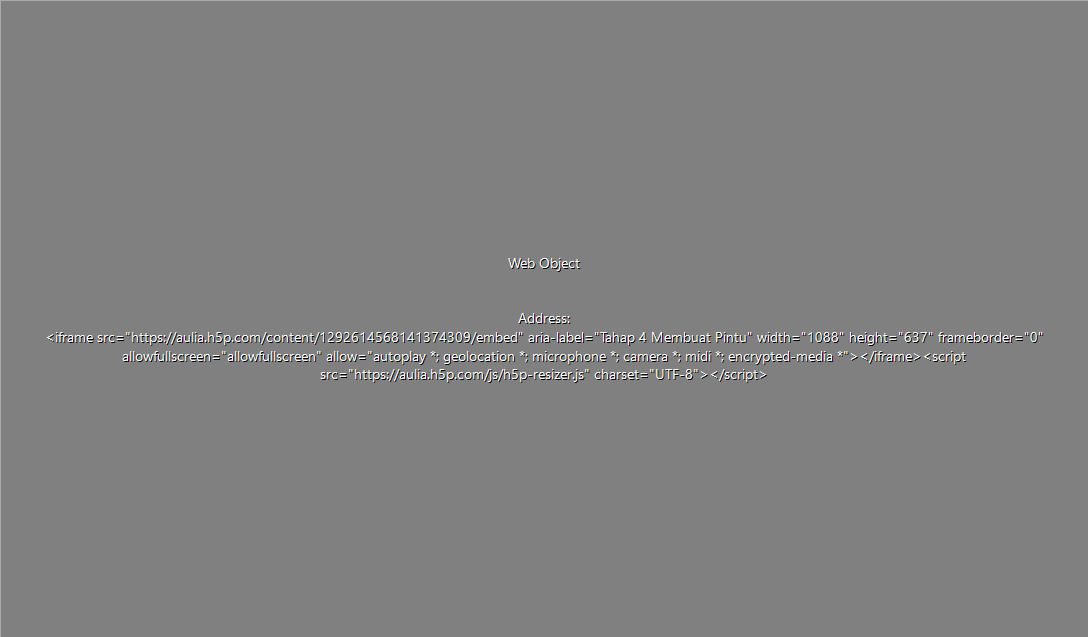 Web Object
Address:
<iframe src="https://aulia.h5p.com/content/1292614568141374309/embed" aria-label="Tahap 4 Membuat Pintu" width="1088" height="637" frameborder="0"
allowfullscreen="allowfullscreen" allow="autoplay *; geolocation *; microphone *; camera *; midi *; encrypted-media *"></iframe><script
src="https://aulia.h5p.com/js/h5p-resizer.js" charset="UTF-8"></script>